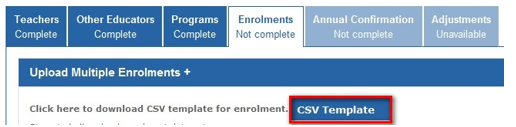 Teachers Other Educators Programs Enrolments Annual Confirmation Adjustments
Complete Complete Complete Not complete Not complete Unavailable
Upload Multiple Enrolments +
Click here to download CSV template for enrolment. CSV Template